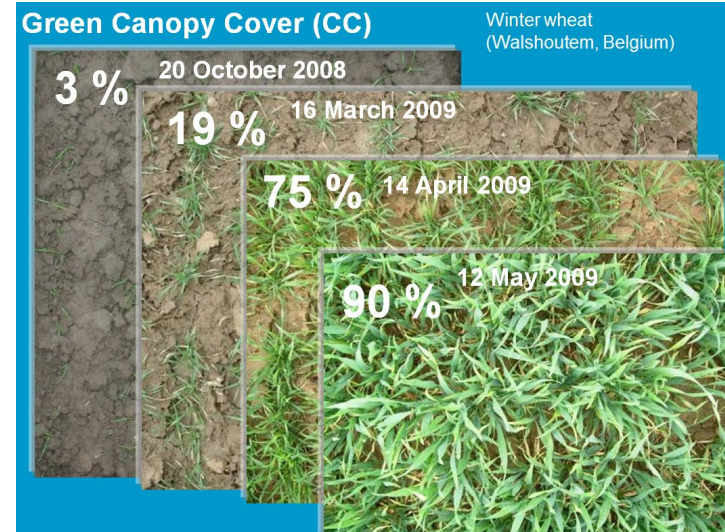 Green Canopy Cover (CC)
Winter wheat
(Walshoutem, Belgium)
3 %
20 October 2008
19 %
16 March 2009
75 %
14 April 2009
90 %
12 May 2009